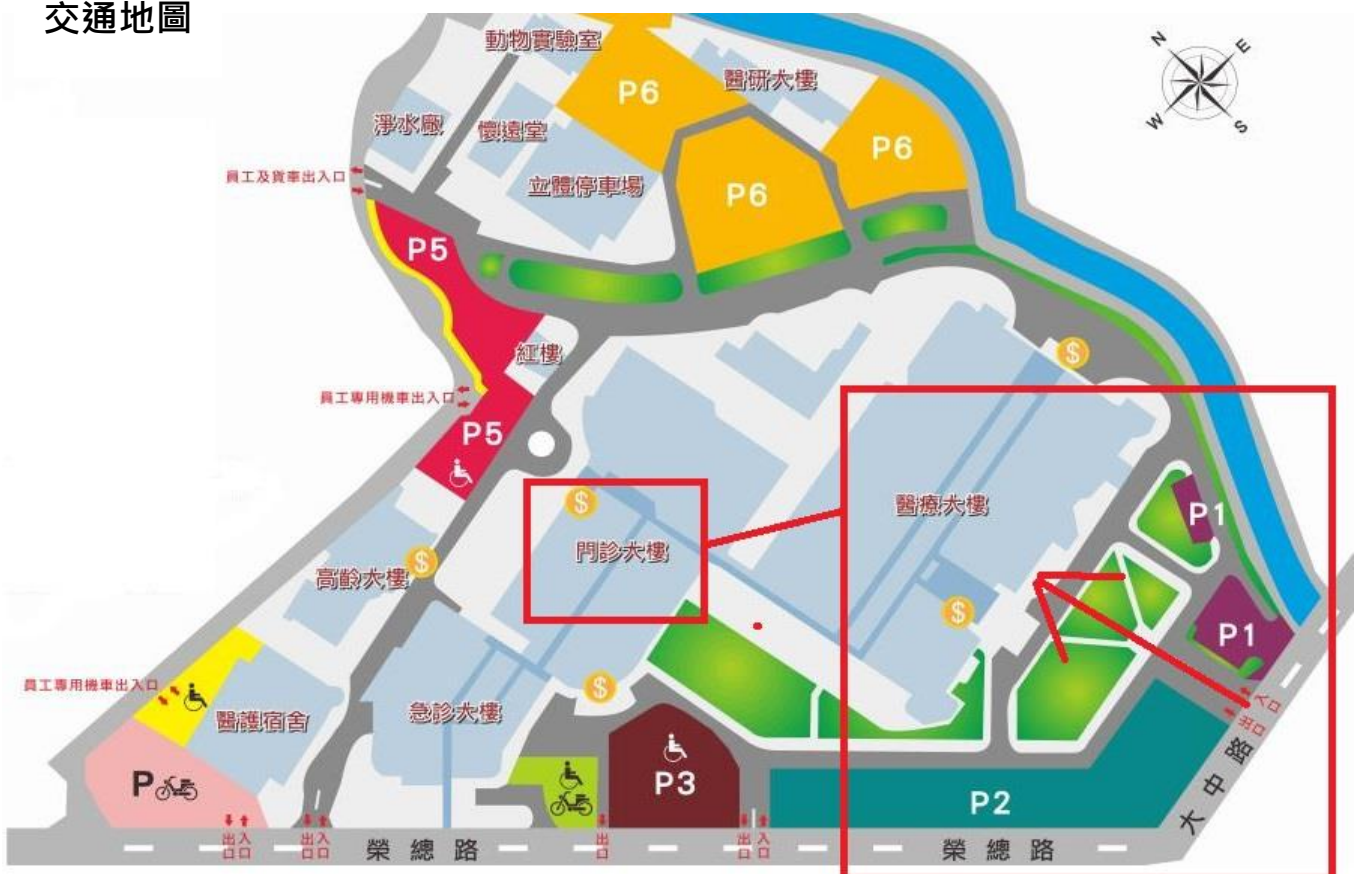 交通地圖
動物實驗室
P6
醫研大樓
N
E
W
S
淨水廠
懷遠堂
P6
員工及貨車出入口
立體停車場
P6
P5
紅樓
$
員工專用機車出入口
P5
$
醫療大樓
P1
門診大樓
高齡大樓
$
$
P1
員工專用機車出入口
$
入口
出口
醫護宿舍
急診大樓
大中路
P
P3
P2
出口
入口
出口
入口
出口
出口
入口
榮總路
榮總路